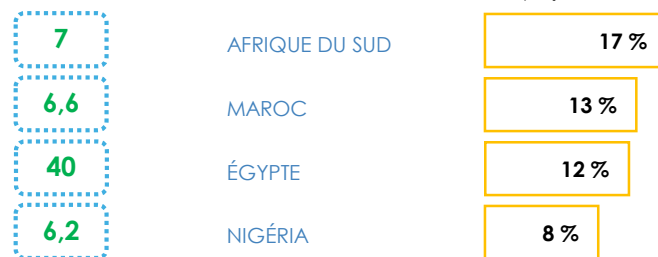 7 AFRIQUE DU SUD 17 %
6,6 MAROC 13 %
40 ÉGYPTE 12 %
6,2 NIGÉRIA 8 %